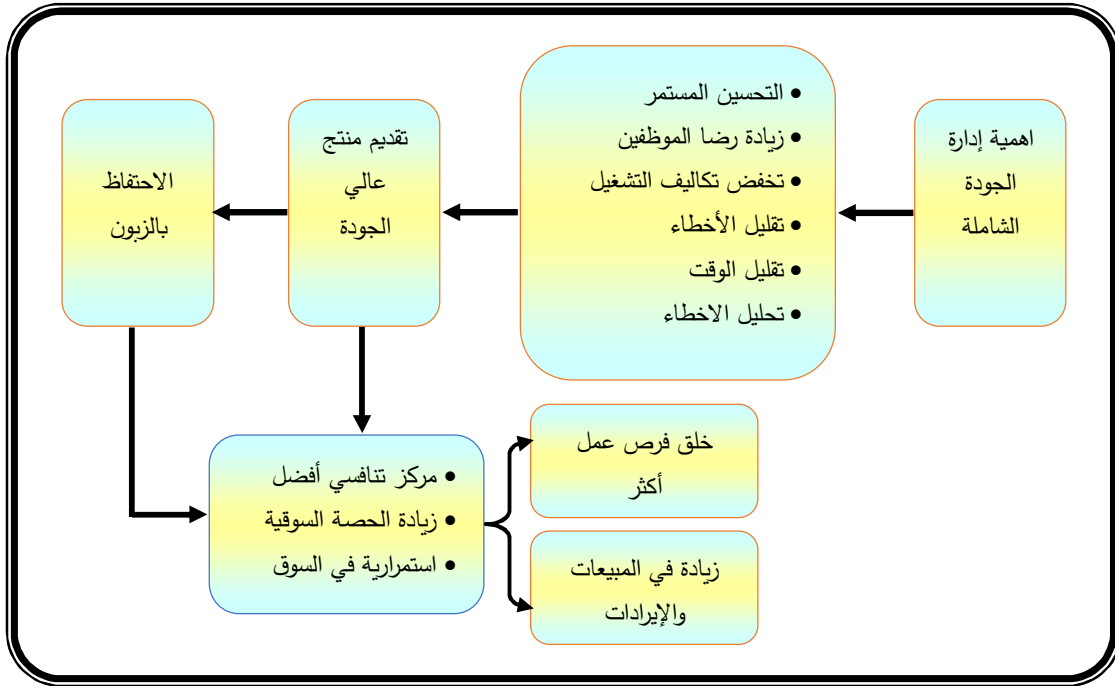 اهمية إدارة
الجودة
الشاملة
• التحسين المستمر
• زيادة رضا الموظفين
• تخفض تكاليف التشغيل
• تقليل الأخطاء
• تقليل الوقت
• تحليل الاخطاء
تقديم منتج
عالي
الجودة
الاحتفاظ
بالزبون
• مركز تنافسي أفضل
• زيادة الحصة السوقية
• استمرارية في السوق
خلق فرص عمل
أكثر
زيادة في المبيعات
والإيرادات